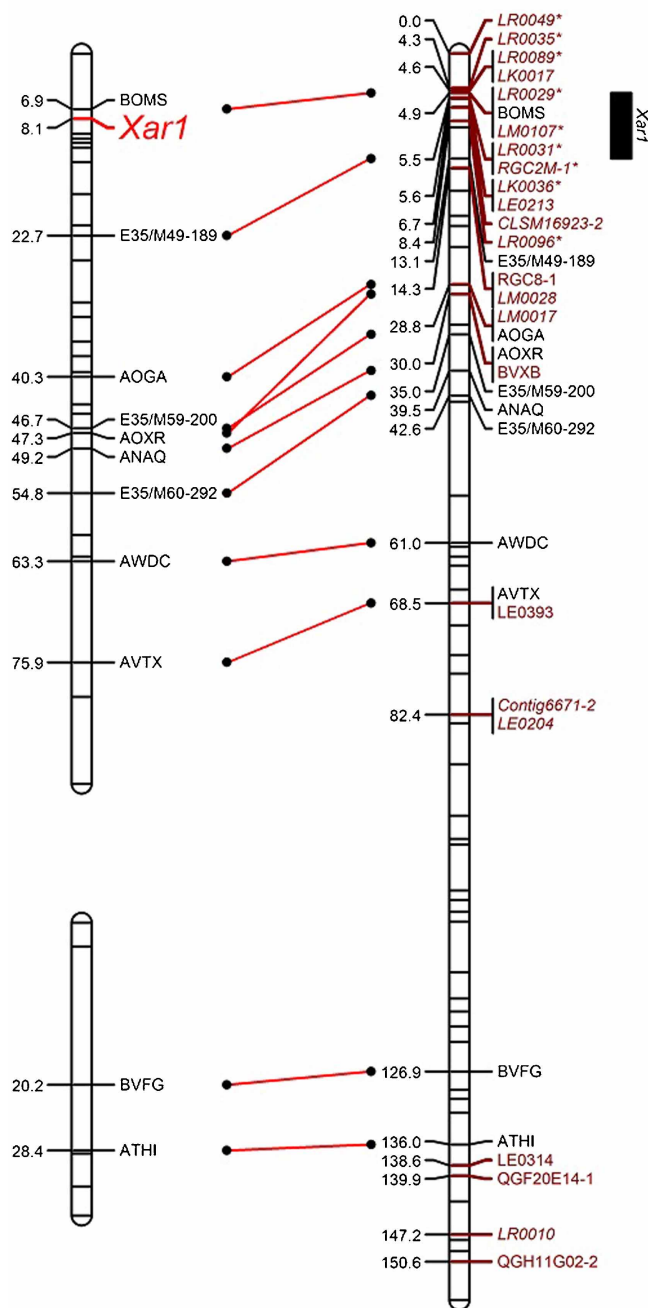 6.9 BOMS
8.1 Xar1
22.7 E35/M49-189
40.3 AOGA
46.7 E35/M59-200
47.3 AOXR
49.2 ANAQ
54.8 E35/M60-292
63.3 AWDC
75.9 AVTX
20.2 BVFG
28.4 ATHI
0.0 LR0049*
4.3 LR0035*
4.6 LR0089*
LK0017
LR0029*
4.9 BOMS
LM0107*
5.5 LR0031*
RGC2M-1*
5.6 LK0036*
LE0213
6.7 CLSM16923-2
8.4 LR0096*
13.1 E35/M49-189
14.3 RGC8-1
LM0028
28.8 LM0017
AOGA
30.0 AOXR
BVXB
35.0 E35/M59-200
39.5 ANAQ
42.6 E35/M60-292
61.0 AWDC
68.5 AVTX
LE0393
82.4 Contig6671-2
LE0204
126.9 BVFG
136.0 ATHI
138.6 LE0314
139.9 QGF20E14-1
147.2 LR0010
150.6 QGH11G02-2
Xar1